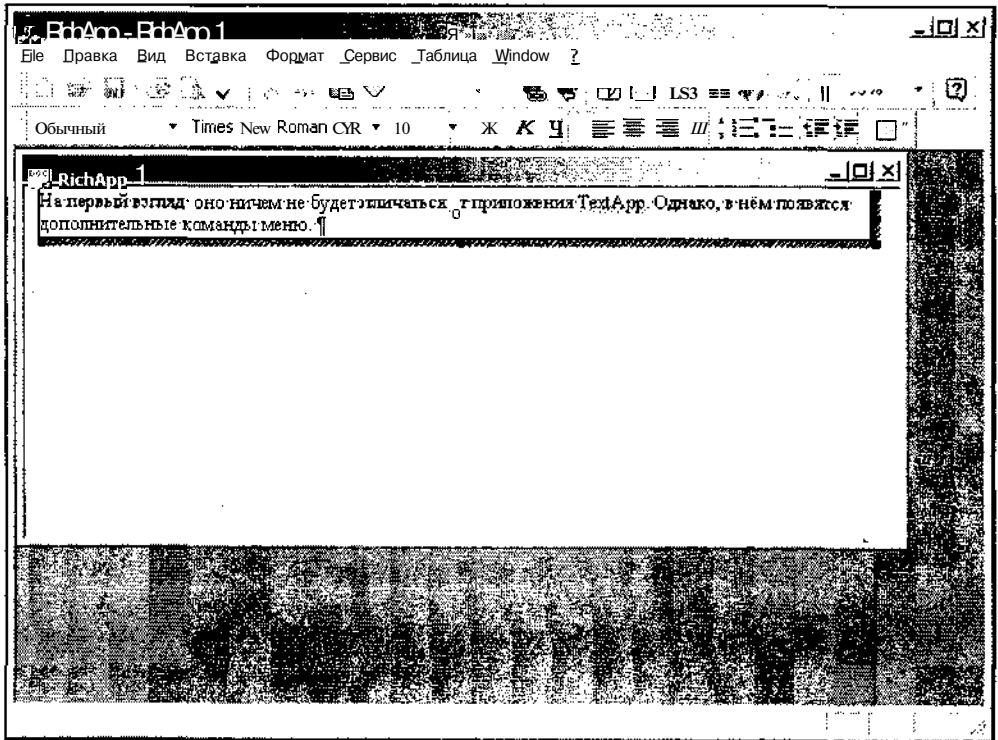 RichApp - RichApp 1
File Правка Вид Вставка Формат Сервис Таблица Window ?
LS3
Обычный Times New Roman CYR 10 Ж К Ч Ш
RichApp 1
На первый взгляд оно ничем не будет отличаться от приложения TextApp. Однако, в нём появятся
дополнительные команды меню. ¶